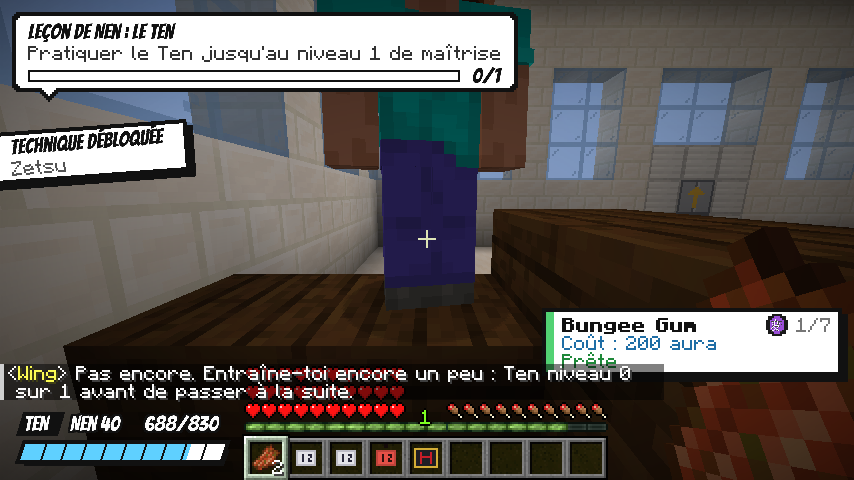 LEÇON DE NEN : LE TEN
Pratiquer le Ten jusqu'au niveau 1 de maîtrise
0/1
TECHNIQUE DÉBLOQUÉE
Zetsu
Bungee Gum 1/7
Coût : 200 aura
Prête
<Wing> Pas encore. Entraîne-toi encore un peu : Ten niveau 0
sur 1 avant de passer à la suite.
TEN NEN 40 688/830
1
2
12
12
12
H